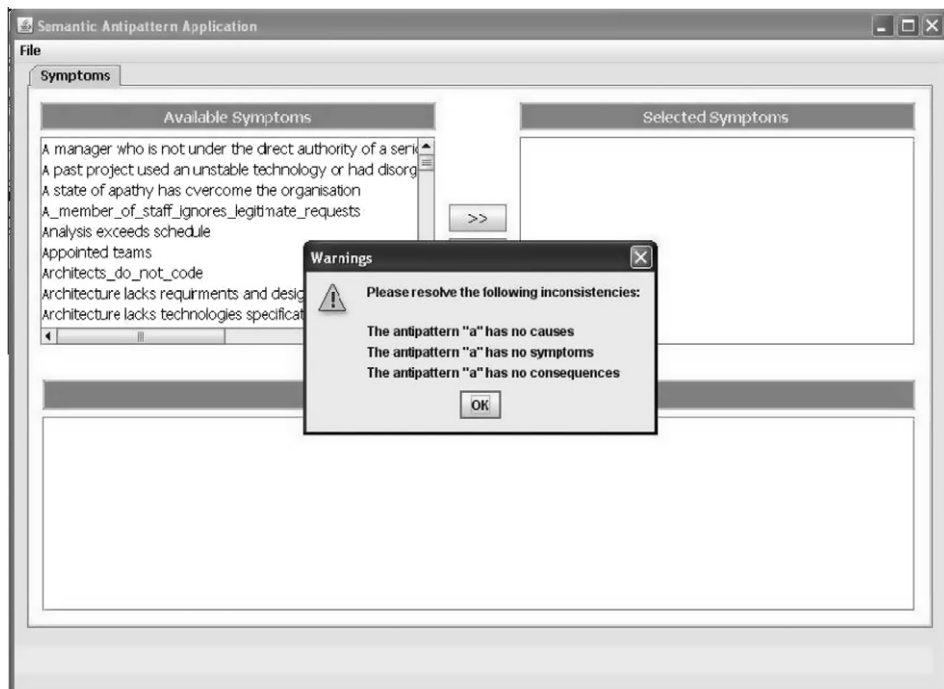 Semantic Antipattern Application
File
Symptoms
Available Symptoms
Selected Symptoms
A manager who is not under the direct authority of a seni
A past project used an unstable technology or had disorg
A state of apathy has overcome the organisation
A_member_of_staff_ignores_legitimate_requests
Analysis exceeds schedule
Appointed teams
Architects_do_not_code
Architecture lacks requirments and desig
Architecture lacks technologies specificat
>>
Warnings
Please resolve the following inconsistencies:
The antipattern "a" has no causes
The antipattern "a" has no symptoms
The antipattern "a" has no consequences
OK